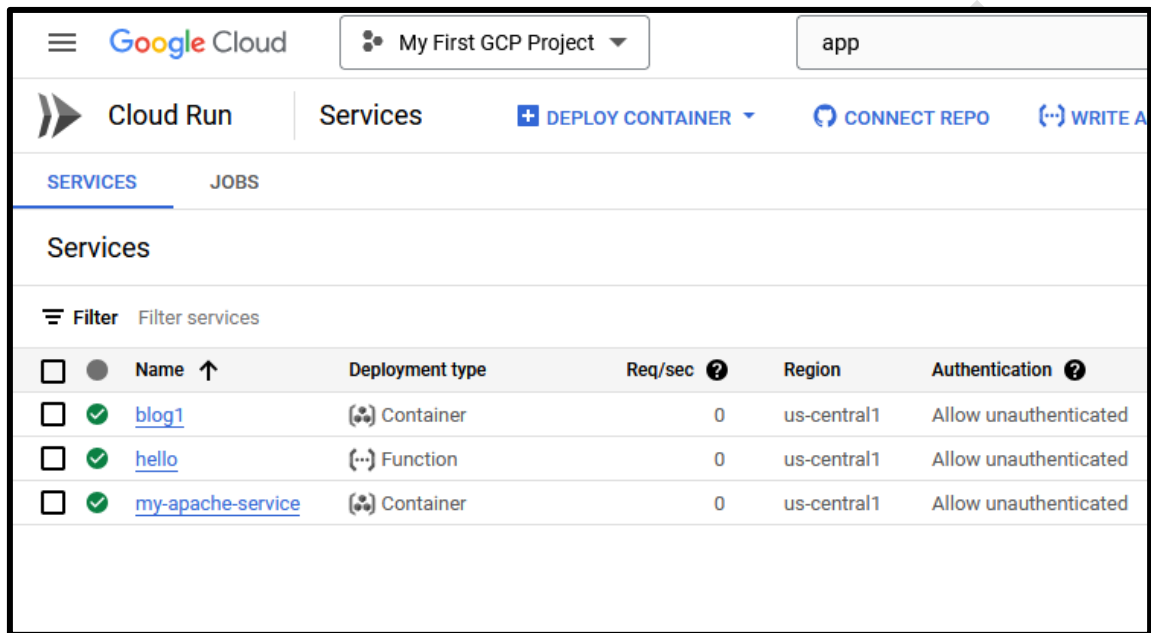 Google Cloud My First GCP Project app
Cloud Run Services DEPLOY CONTAINER CONNECT REPO WRITE A
SERVICES JOBS
Services
Filter Filter services
Name Deployment type Req/sec Region Authentication
blog1 Container 0 us-central1 Allow unauthenticated
hello Function 0 us-central1 Allow unauthenticated
my-apache-service Container 0 us-central1 Allow unauthenticated